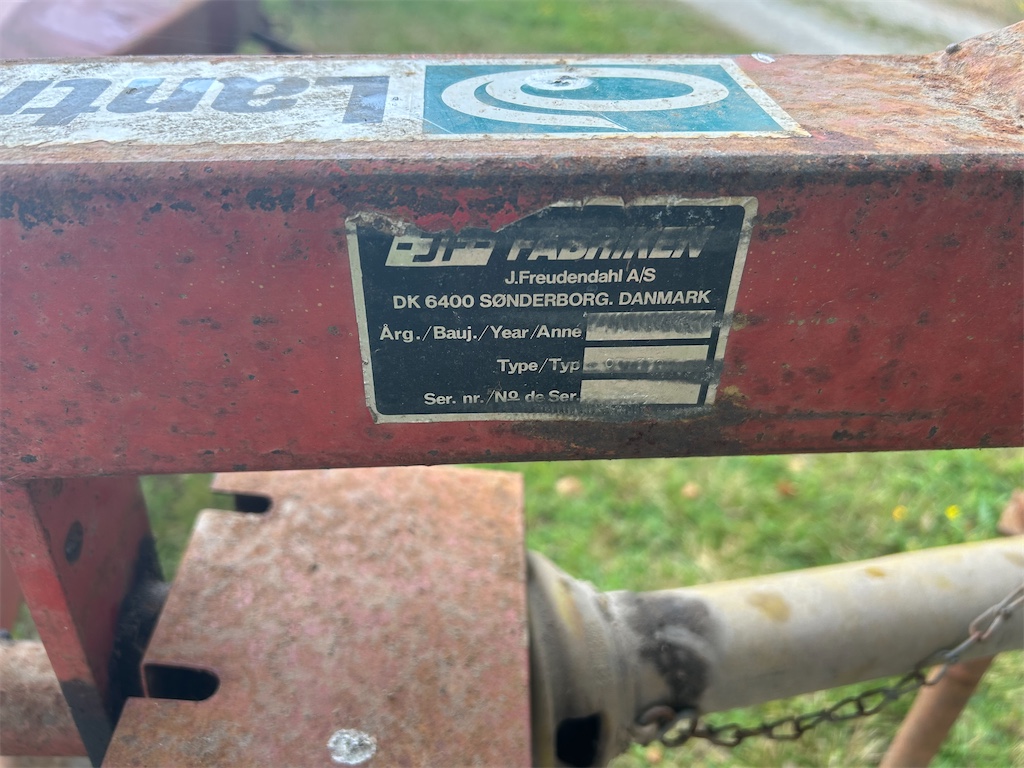 Lant
JF FABRIKEN
J.Freudendahl A/S
DK 6400 SØNDERBORG. DANMARK
Årg./Bauj./Year/Anne
Type/Typ
Ser. nr./Nº de Ser.